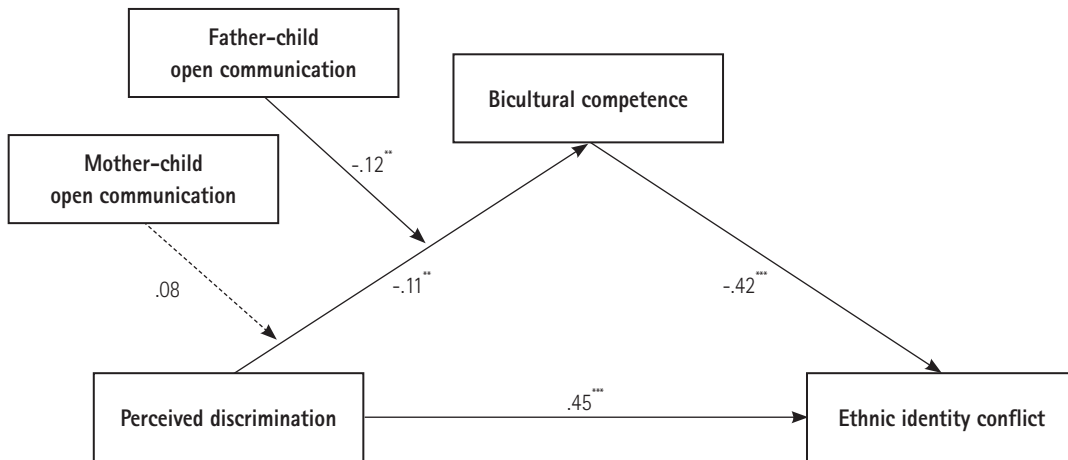 Father-child
open communication
Bicultural competence
Mother-child
open communication
-.12**
.08
-.11**
-.42***
Perceived discrimination
.45***
Ethnic identity conflict